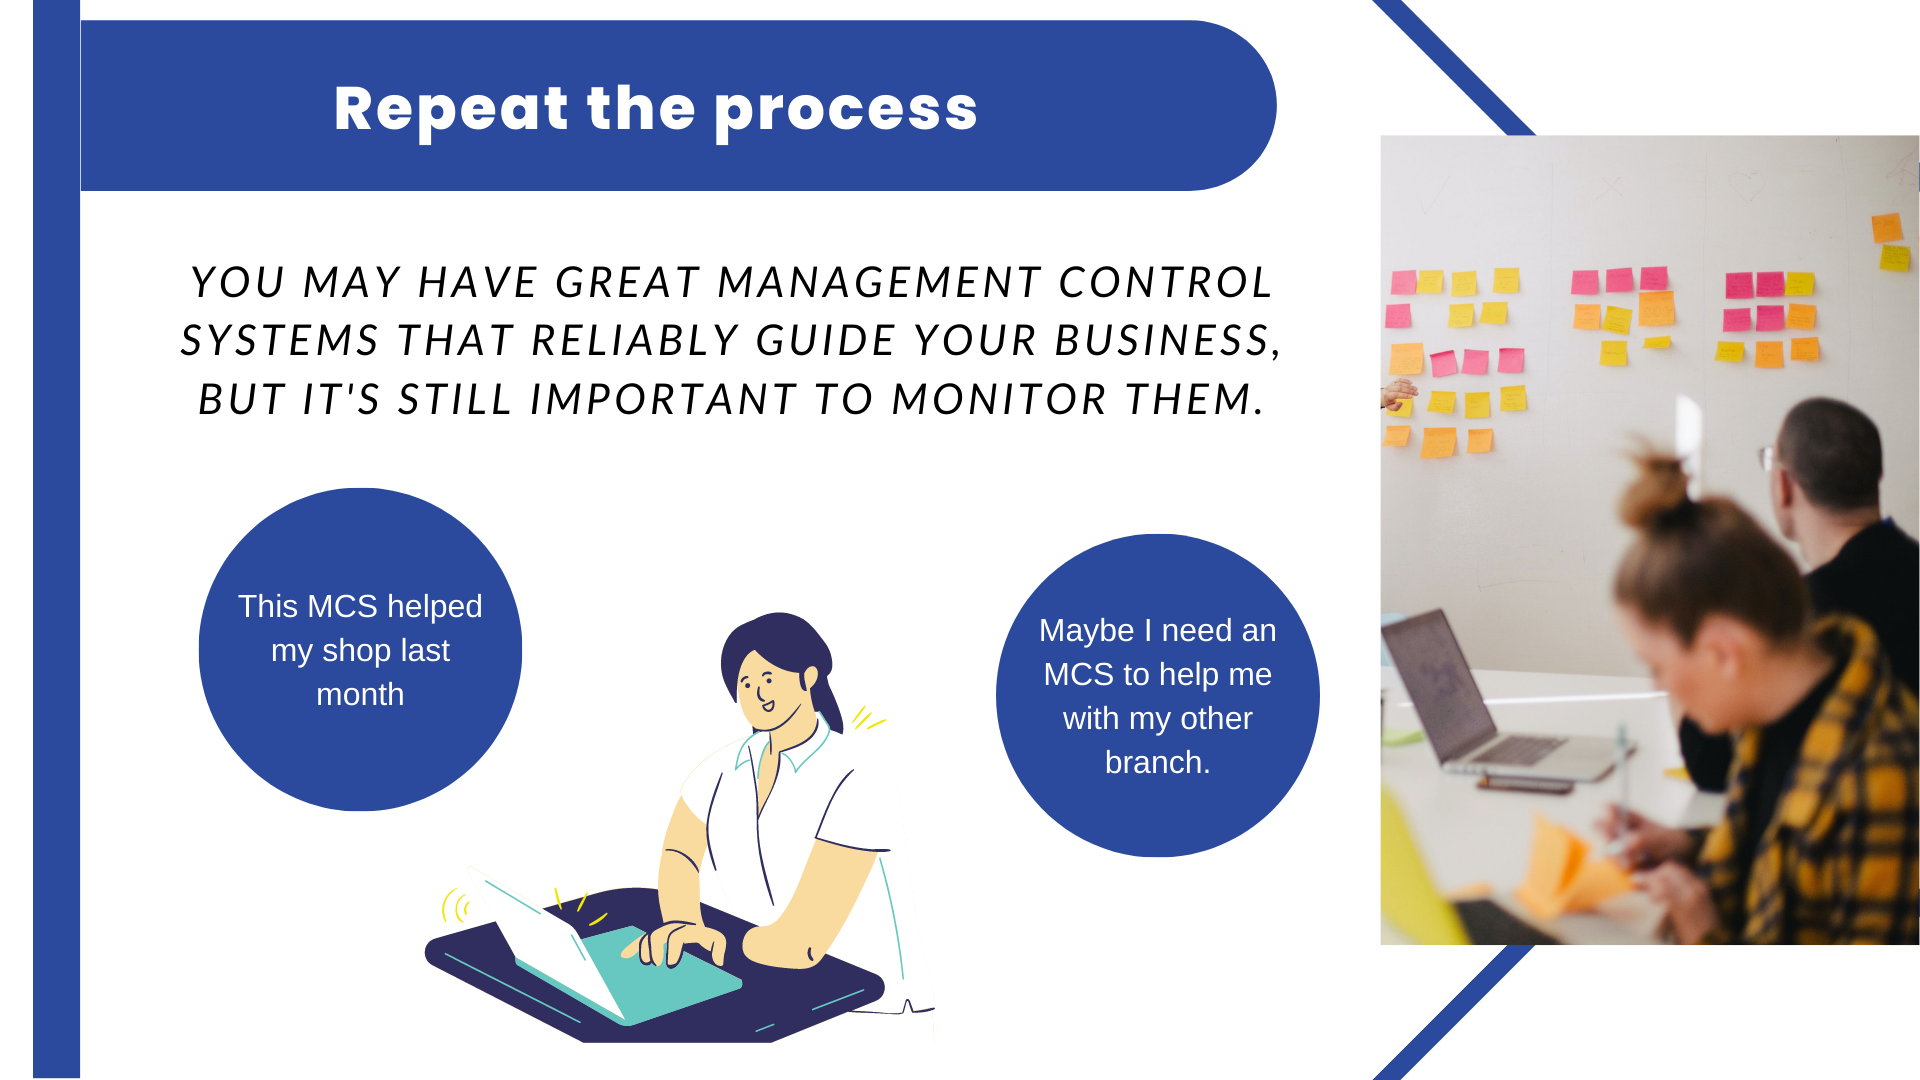 Repeat the process
YOU MAY HAVE GREAT MANAGEMENT CONTROL
SYSTEMS THAT RELIABLY GUIDE YOUR BUSINESS,
BUT IT'S STILL IMPORTANT TO MONITOR THEM.
This MCS helped
my shop last
month
Maybe I need an
MCS to help me
with my other
branch.